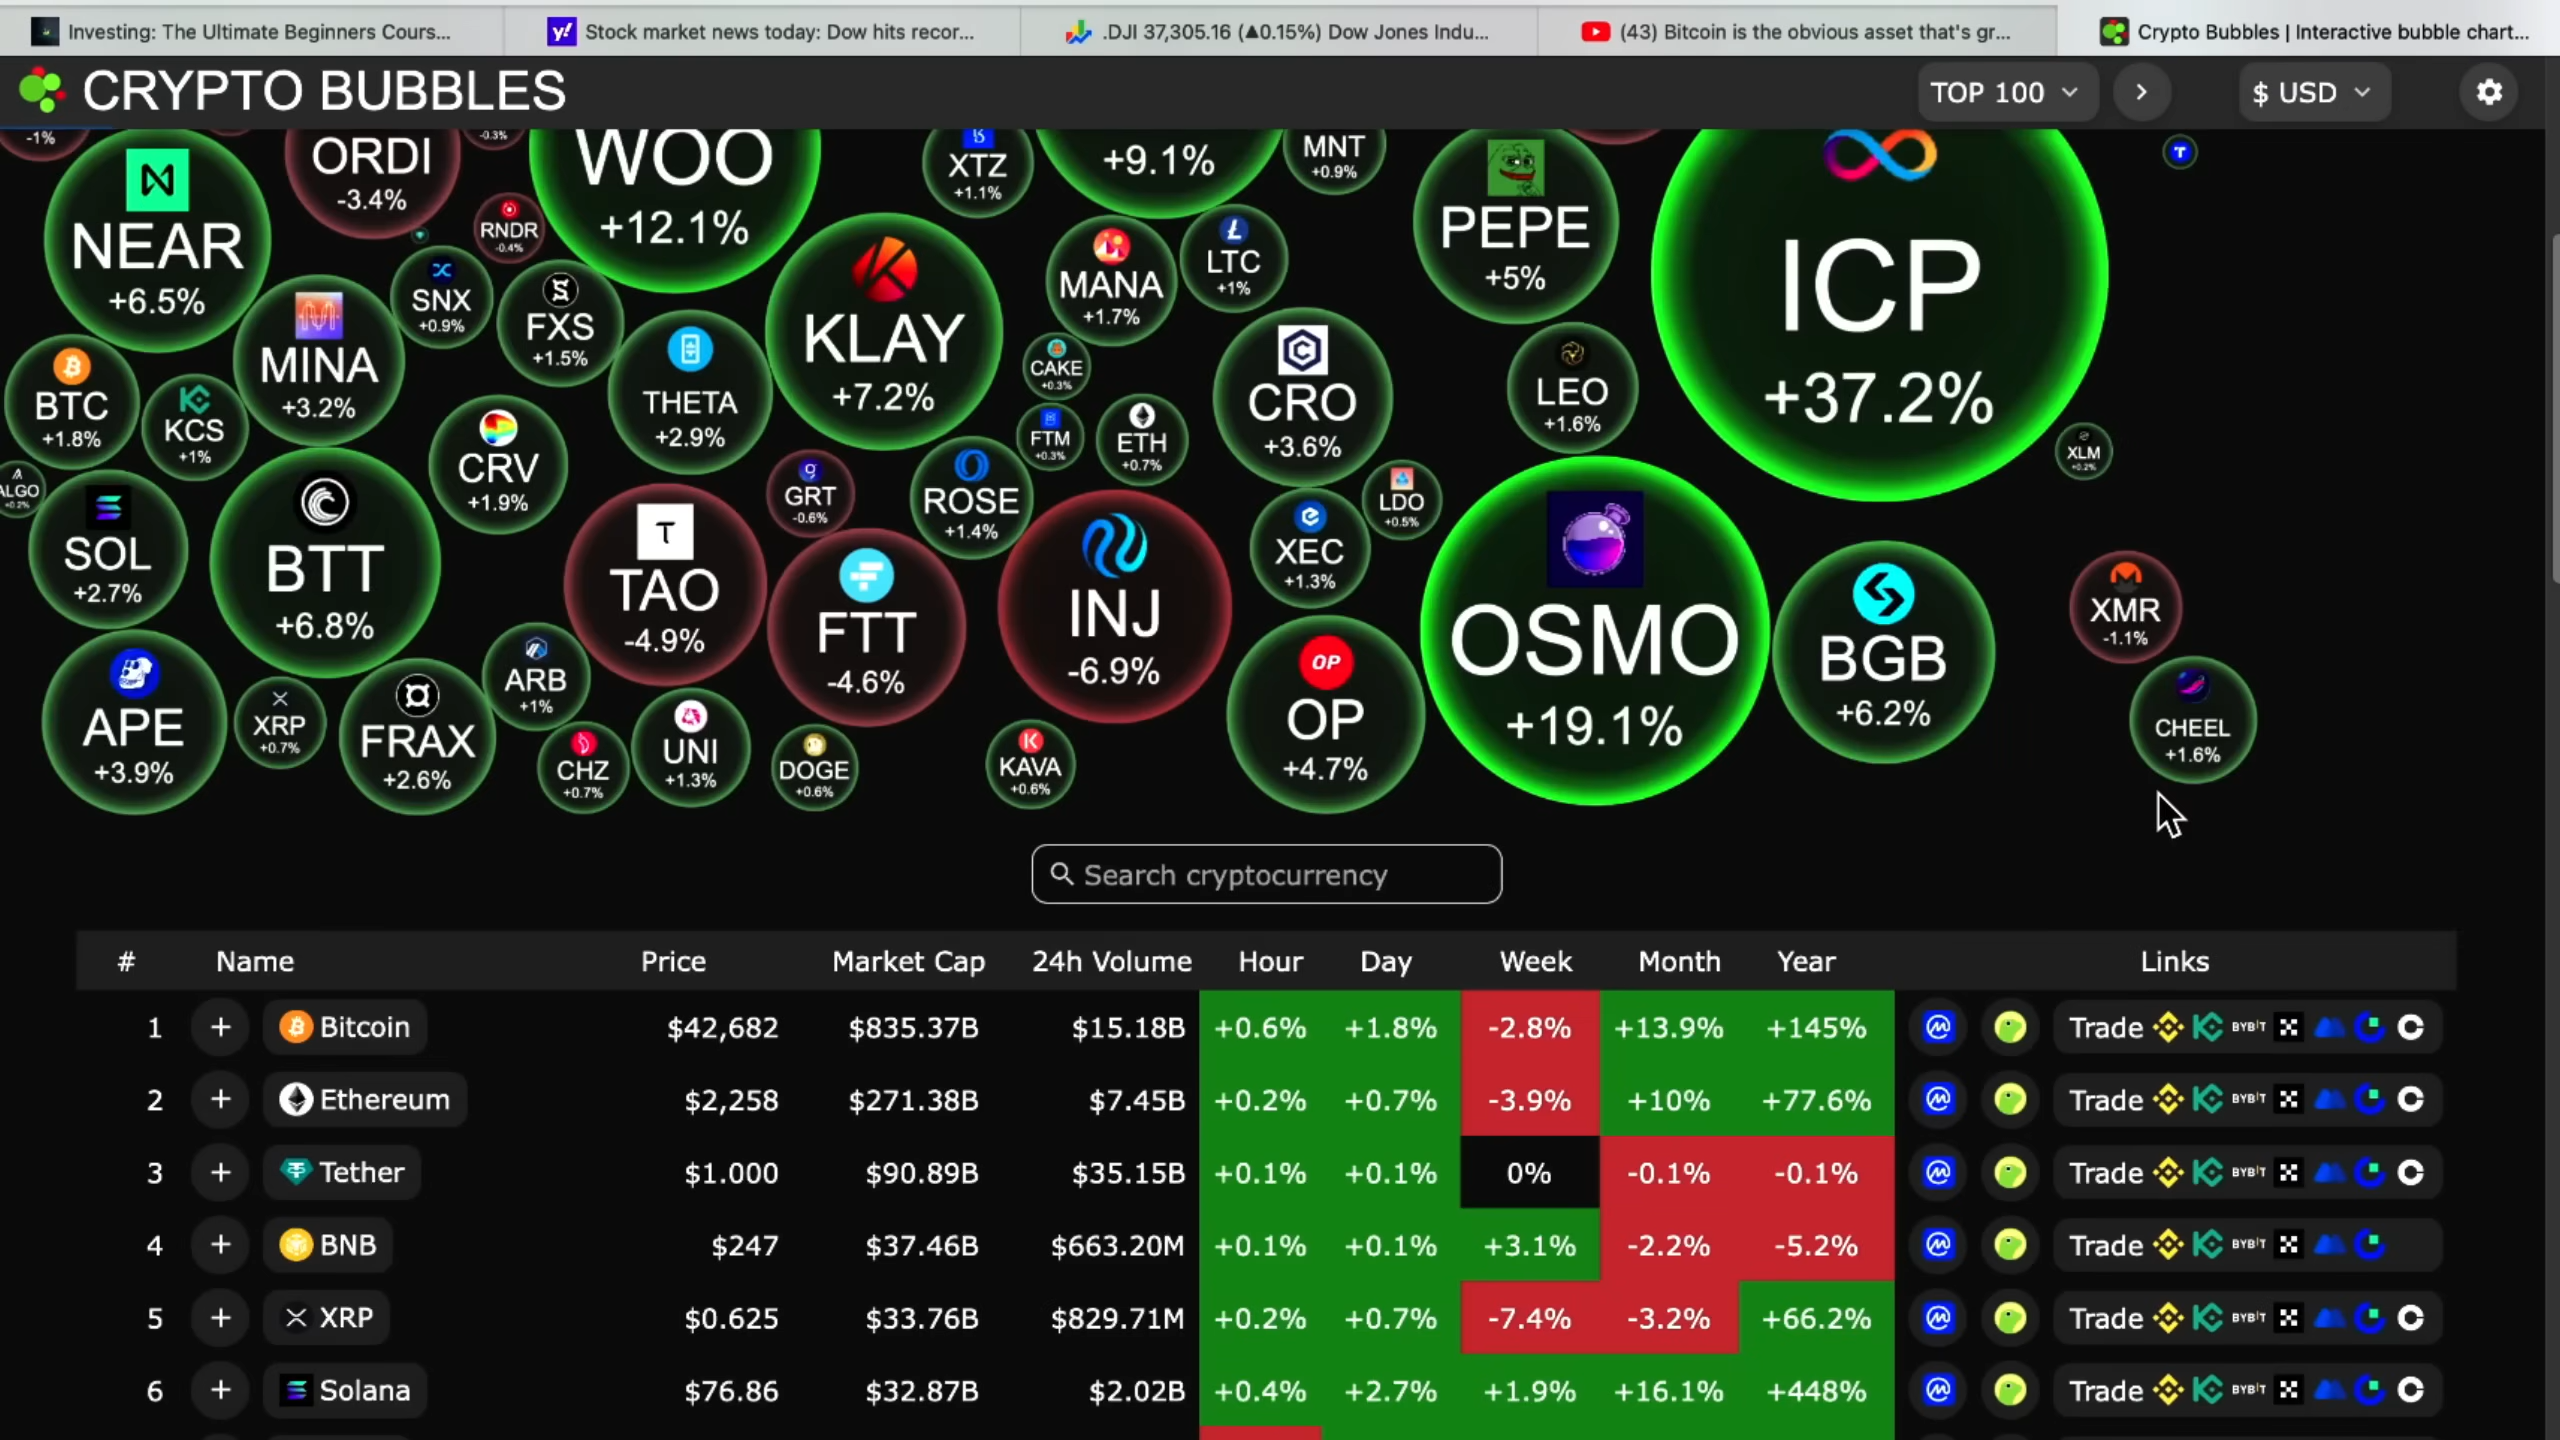 Investing: The Ultimate Beginners Cours...
Stock market news today: Dow hits recor...
.DJI 37,305.16 (▲0.15%) Dow Jones Indu...
(43) Bitcoin is the obvious asset that's gr...
Crypto Bubbles | Interactive bubble chart...
CRYPTO BUBBLES
TOP 100
$ USD
-1%
NEAR
+6.5%
ORDI
-3.4%
-0.3%
RNDR
-0.4%
WOO
+12.1%
XTZ
+1.1%
+9.1%
MNT
+0.9%
PEPE
+5%
ICP
+37.2%
MINA
+3.2%
SNX
+0.9%
FXS
+1.5%
THETA
+2.9%
KLAY
+7.2%
MANA
+1.7%
LTC
+1%
CAKE
+0.3%
FTM
+0.3%
ETH
+0.7%
CRO
+3.6%
LEO
+1.6%
XLM
+0.2%
BTC
+1.8%
KCS
+1%
ALGO
+0.2%
SOL
+2.7%
BTT
+6.8%
CRV
+1.9%
TAO
-4.9%
GRT
-0.6%
ROSE
+1.4%
FTT
-4.6%
INJ
-6.9%
XEC
+1.3%
LDO
+0.5%
OSMO
+19.1%
BGB
+6.2%
XMR
-1.1%
CHEEL
+1.6%
APE
+3.9%
XRP
+0.7%
FRAX
+2.6%
ARB
+1%
CHZ
+0.7%
UNI
+1.3%
DOGE
+0.6%
KAVA
+0.6%
OP
OP
+4.7%
Search cryptocurrency
# Name Price Market Cap 24h Volume Hour Day Week Month Year Links
1 + Bitcoin $42,682 $835.37B $15.18B +0.6% +1.8% -2.8% +13.9% +145% Trade BYBIT
2 + Ethereum $2,258 $271.38B $7.45B +0.2% +0.7% -3.9% +10% +77.6% Trade BYBIT
3 + Tether $1.000 $90.89B $35.15B +0.1% +0.1% 0% -0.1% -0.1% Trade BYBIT
4 + BNB $247 $37.46B $663.20M +0.1% +0.1% +3.1% -2.2% -5.2% Trade BYBIT
5 + XRP $0.625 $33.76B $829.71M +0.2% +0.7% -7.4% -3.2% +66.2% Trade BYBIT
6 + Solana $76.86 $32.87B $2.02B +0.4% +2.7% +1.9% +16.1% +448% Trade BYBIT